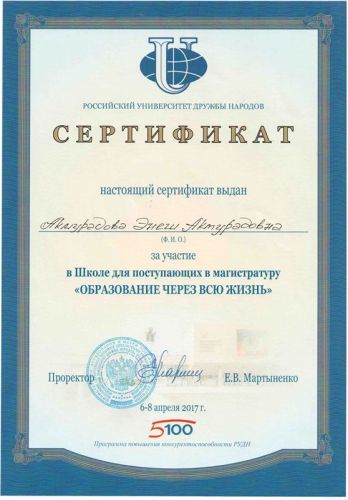 РОССИЙСКИЙ УНИВЕРСИТЕТ ДРУЖБЫ НАРОДОВ
СЕРТИФИКАТ
настоящий сертификат выдан
Акмурадова Энеш Акмурадовна
(Ф. И. О.)
за участие
в Школе для поступающих в магистратуру
«ОБРАЗОВАНИЕ ЧЕРЕЗ ВСЮ ЖИЗНЬ»
Проректор Е.В. Мартыненко
6-8 апреля 2017 г.
5100
Программа повышения конкурентоспособности РУДН